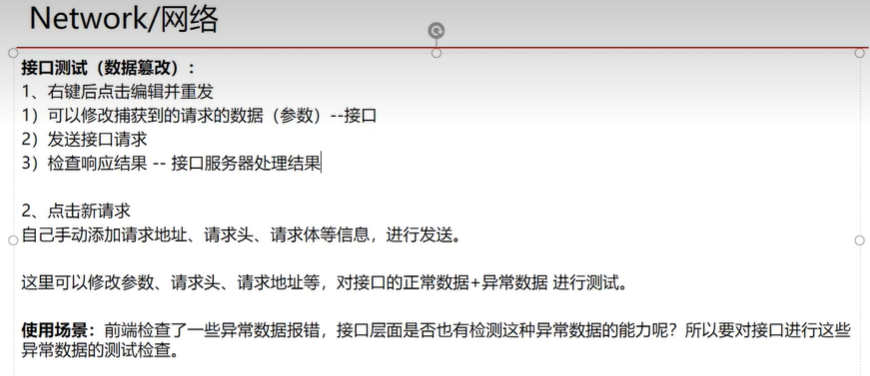 Network/网络
接口测试（数据篡改）：
1、右键后点击编辑并重发
1）可以修改捕获到的请求的数据（参数）--接口
2）发送接口请求
3）检查响应结果 -- 接口服务器处理结果
2、点击新请求
自己手动添加请求地址、请求头、请求体等信息，进行发送。
这里可以修改参数、请求头、请求地址等，对接口的正常数据+异常数据 进行测试。
使用场景：前端检查了一些异常数据报错，接口层面是否也有检测这种异常数据的能力呢？所以要对接口进行这些
异常数据的测试检查。